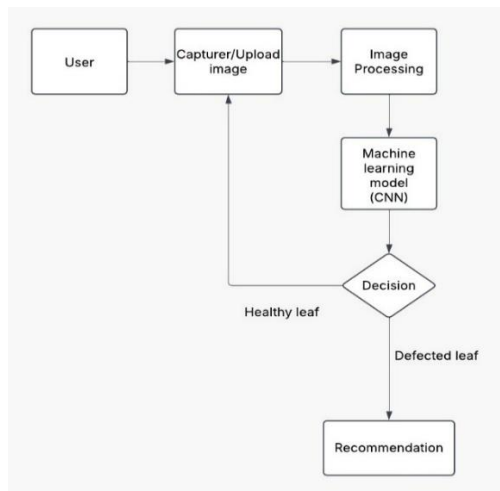 User
Capturer/Upload
image
Image
Processing
Machine
learning
model
(CNN)
Decision
Healthy leaf
Defected leaf
Recommendation